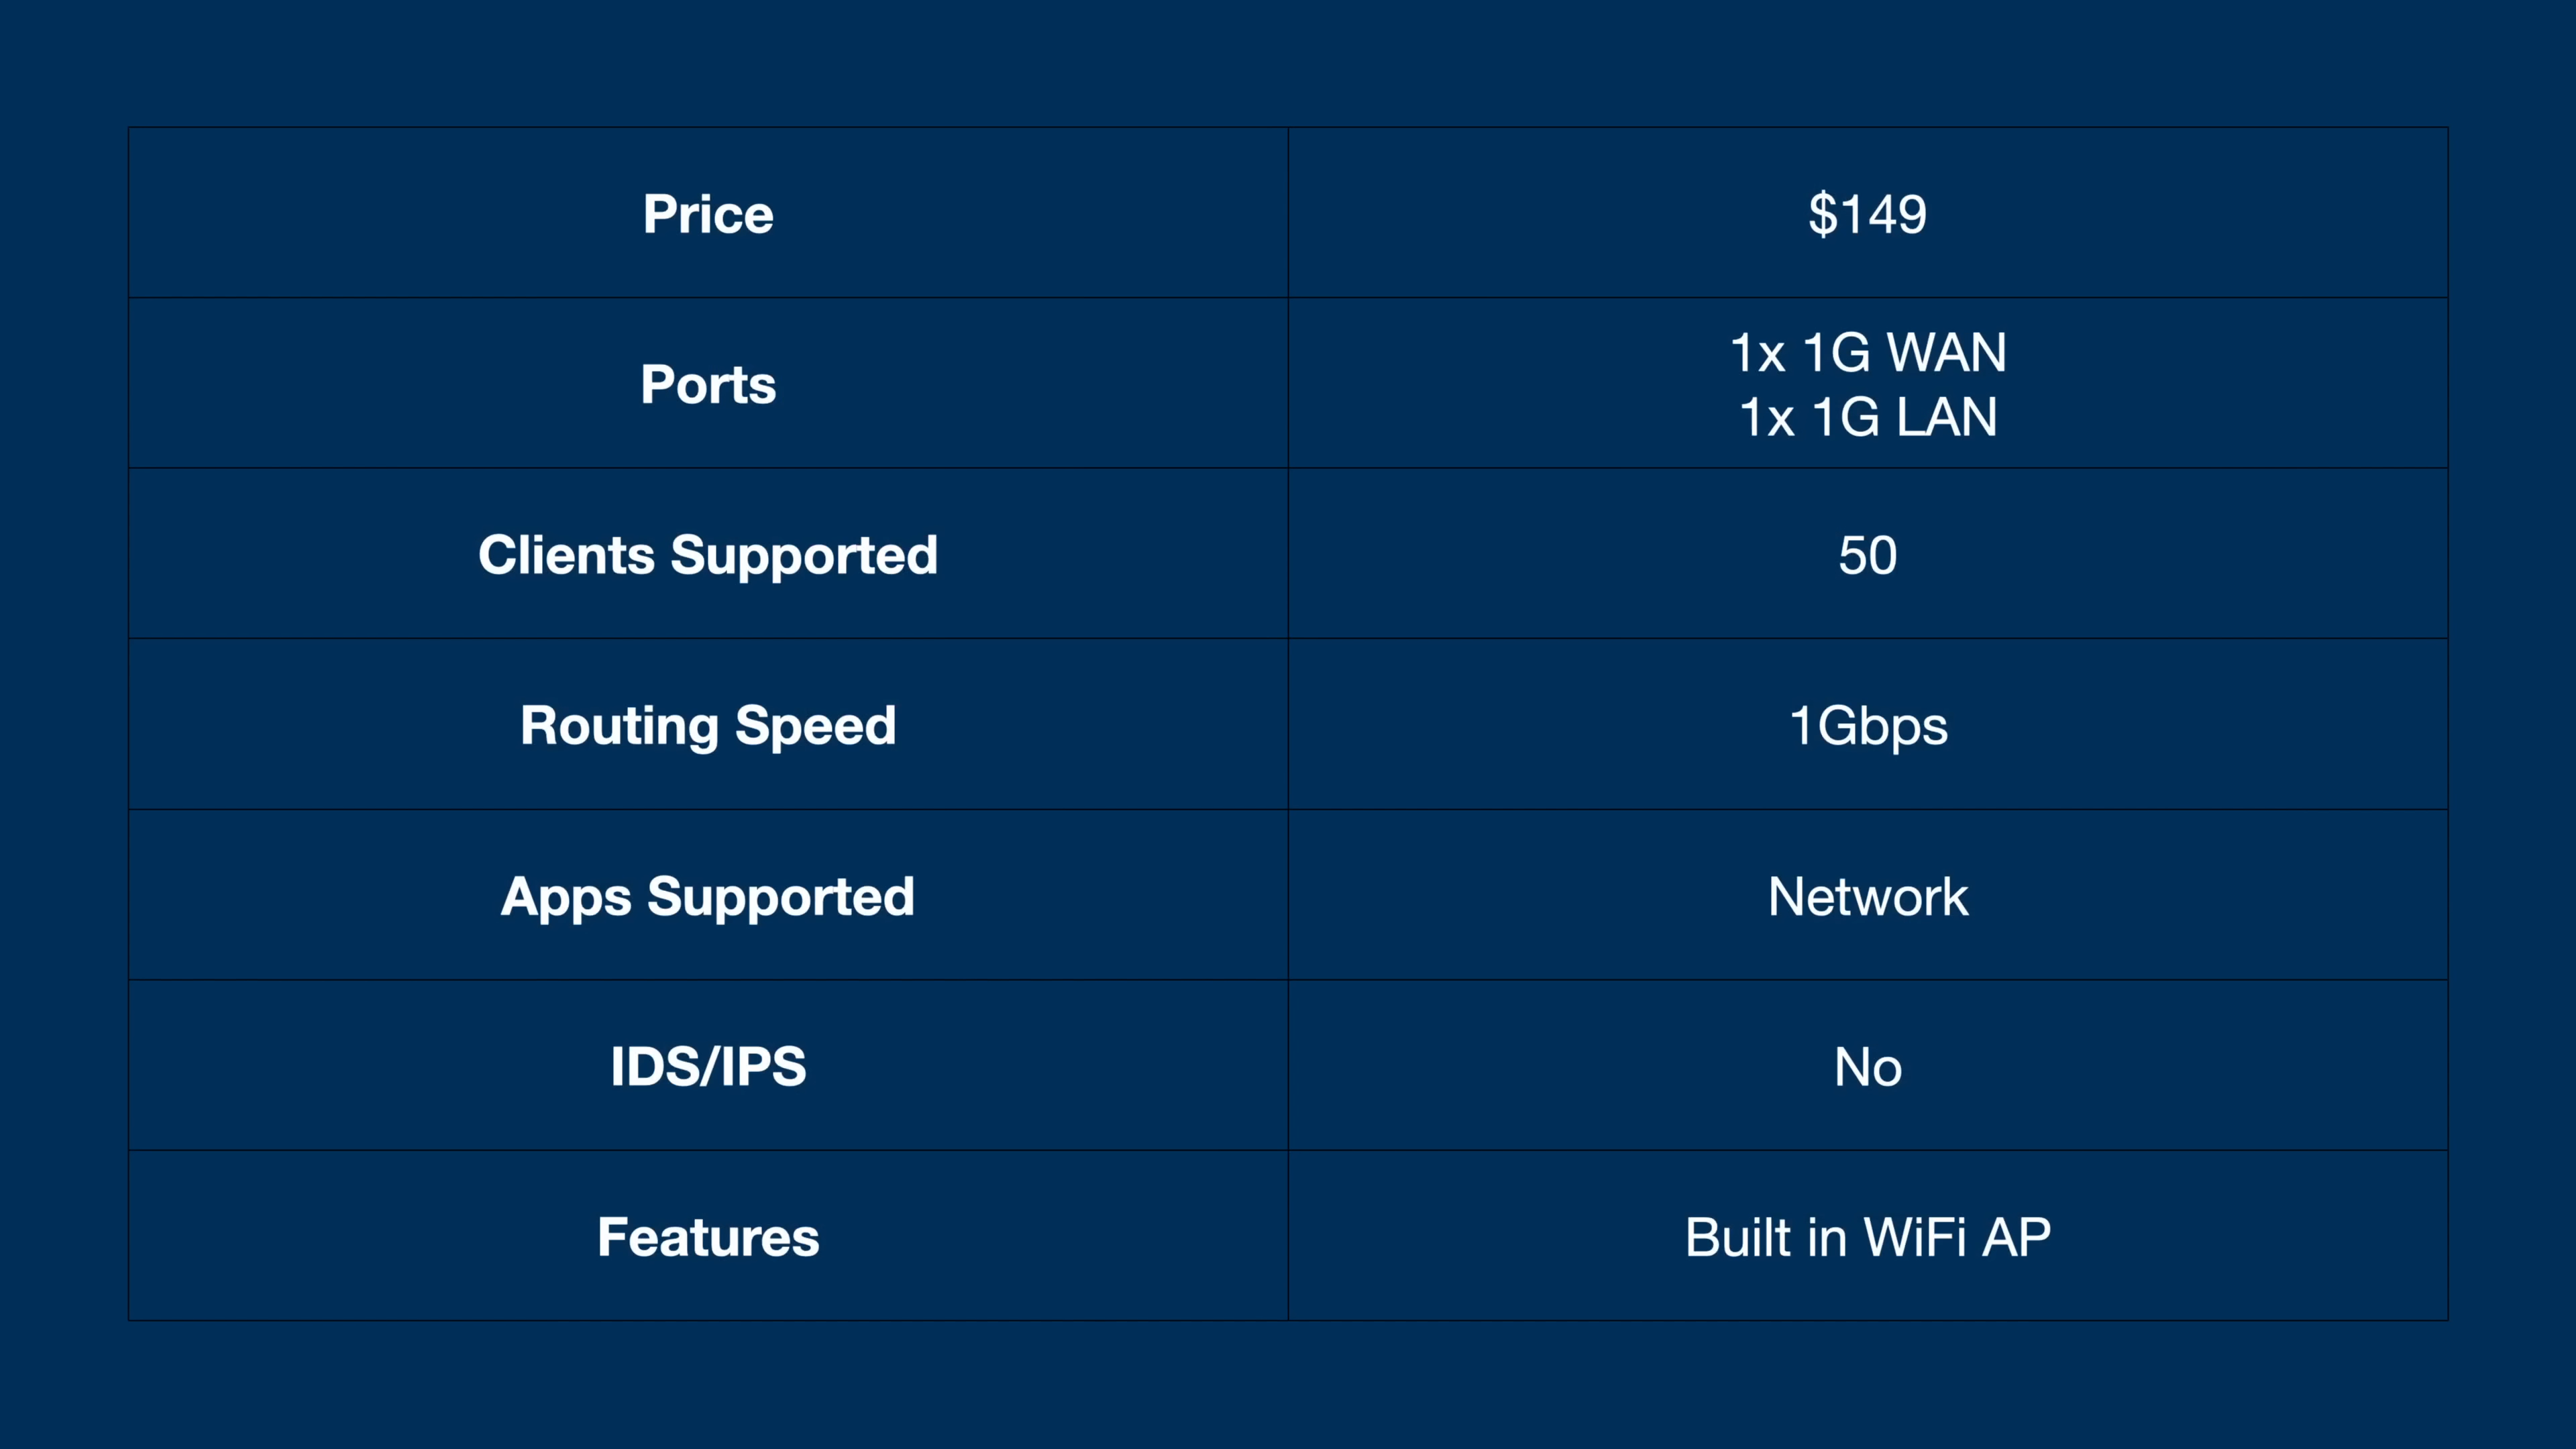 Price
$149
Ports
1x 1G WAN
1x 1G LAN
Clients Supported
50
Routing Speed
1Gbps
Apps Supported
Network
IDS/IPS
No
Features
Built in WiFi AP